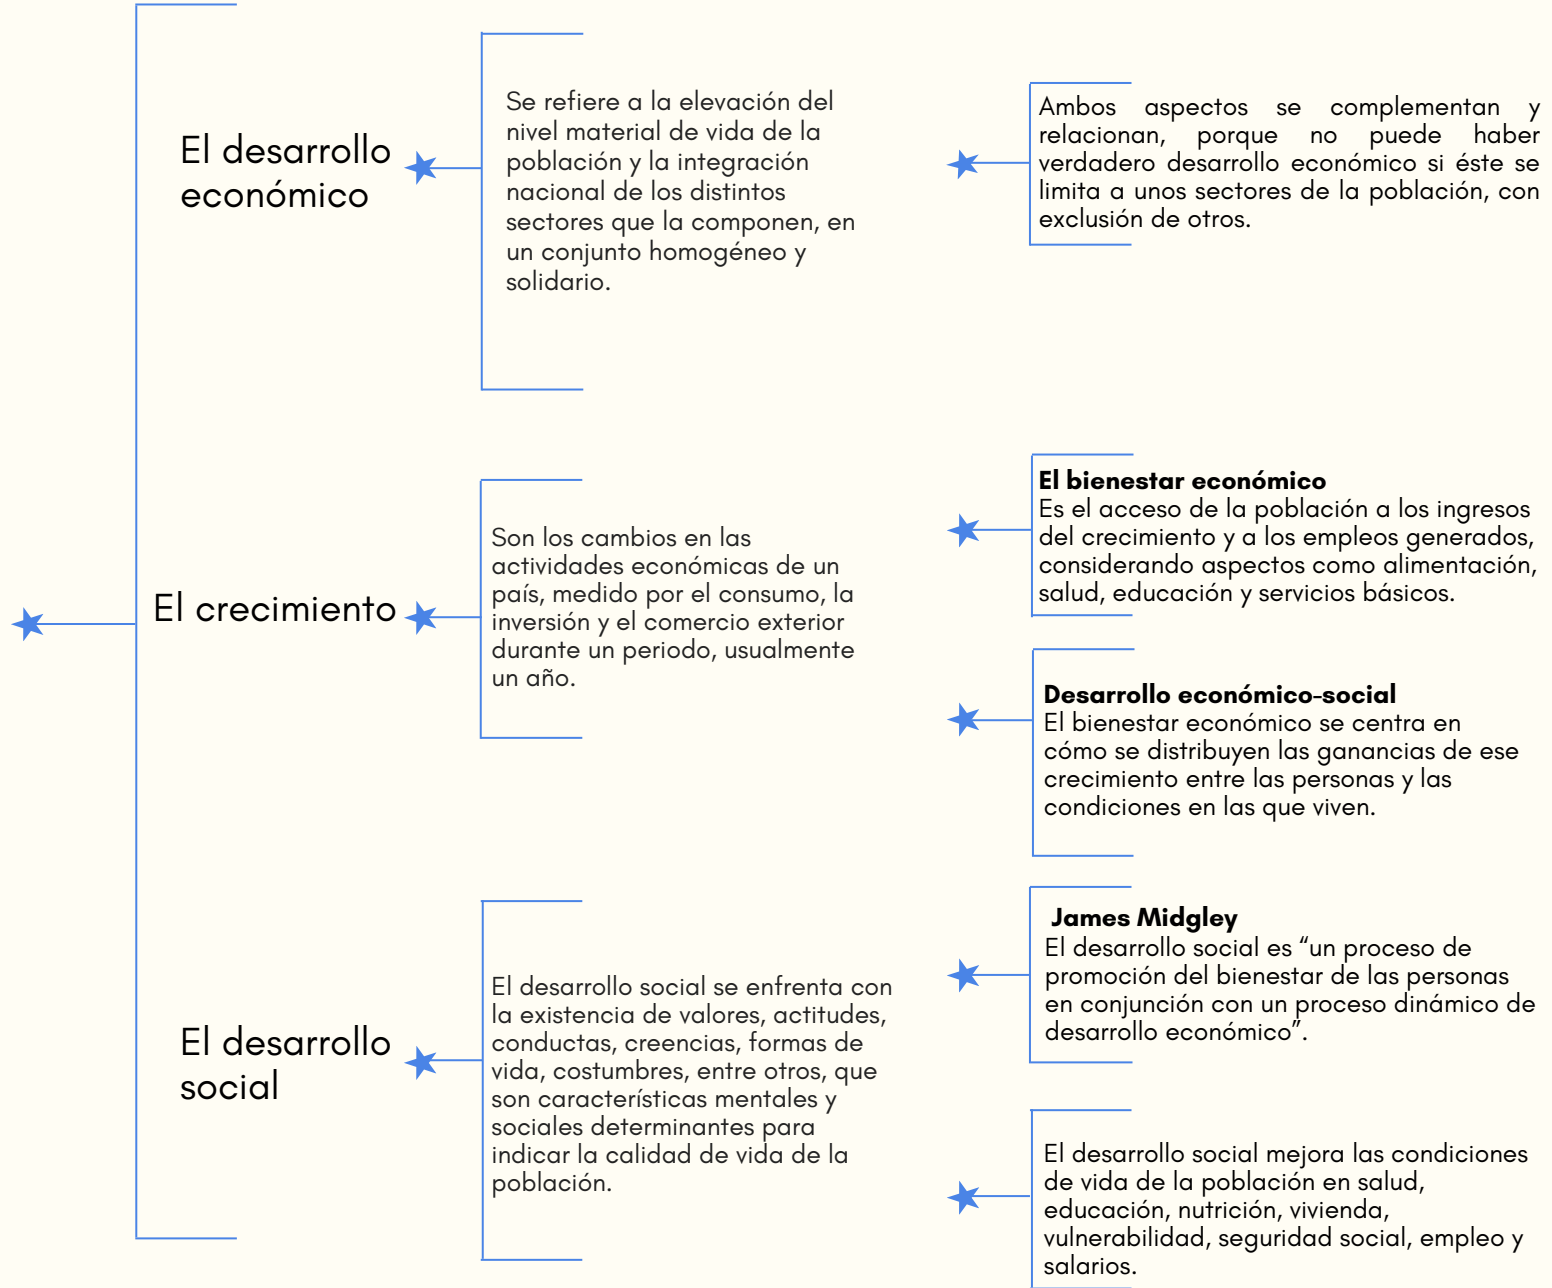 El desarrollo
económico
Se refiere a la elevación del
nivel material de vida de la
población y la integración
nacional de los distintos
sectores que la componen, en
un conjunto homogéneo y
solidario.
Ambos aspectos se complementan y
relacionan, porque no puede haber
verdadero desarrollo económico si éste se
limita a unos sectores de la población, con
exclusión de otros.
El crecimiento
Son los cambios en las
actividades económicas de un
país, medido por el consumo, la
inversión y el comercio exterior
durante un periodo, usualmente
un año.
El bienestar económico
Es el acceso de la población a los ingresos
del crecimiento y a los empleos generados,
considerando aspectos como alimentación,
salud, educación y servicios básicos.
Desarrollo económico-social
El bienestar económico se centra en
cómo se distribuyen las ganancias de ese
crecimiento entre las personas y las
condiciones en las que viven.
El desarrollo
social
El desarrollo social se enfrenta con
la existencia de valores, actitudes,
conductas, creencias, formas de
vida, costumbres, entre otros, que
son características mentales y
sociales determinantes para
indicar la calidad de vida de la
población.
James Midgley
El desarrollo social es “un proceso de
promoción del bienestar de las personas
en conjunción con un proceso dinámico de
desarrollo económico”.
El desarrollo social mejora las condiciones
de vida de la población en salud,
educación, nutrición, vivienda,
vulnerabilidad, seguridad social, empleo y
salarios.